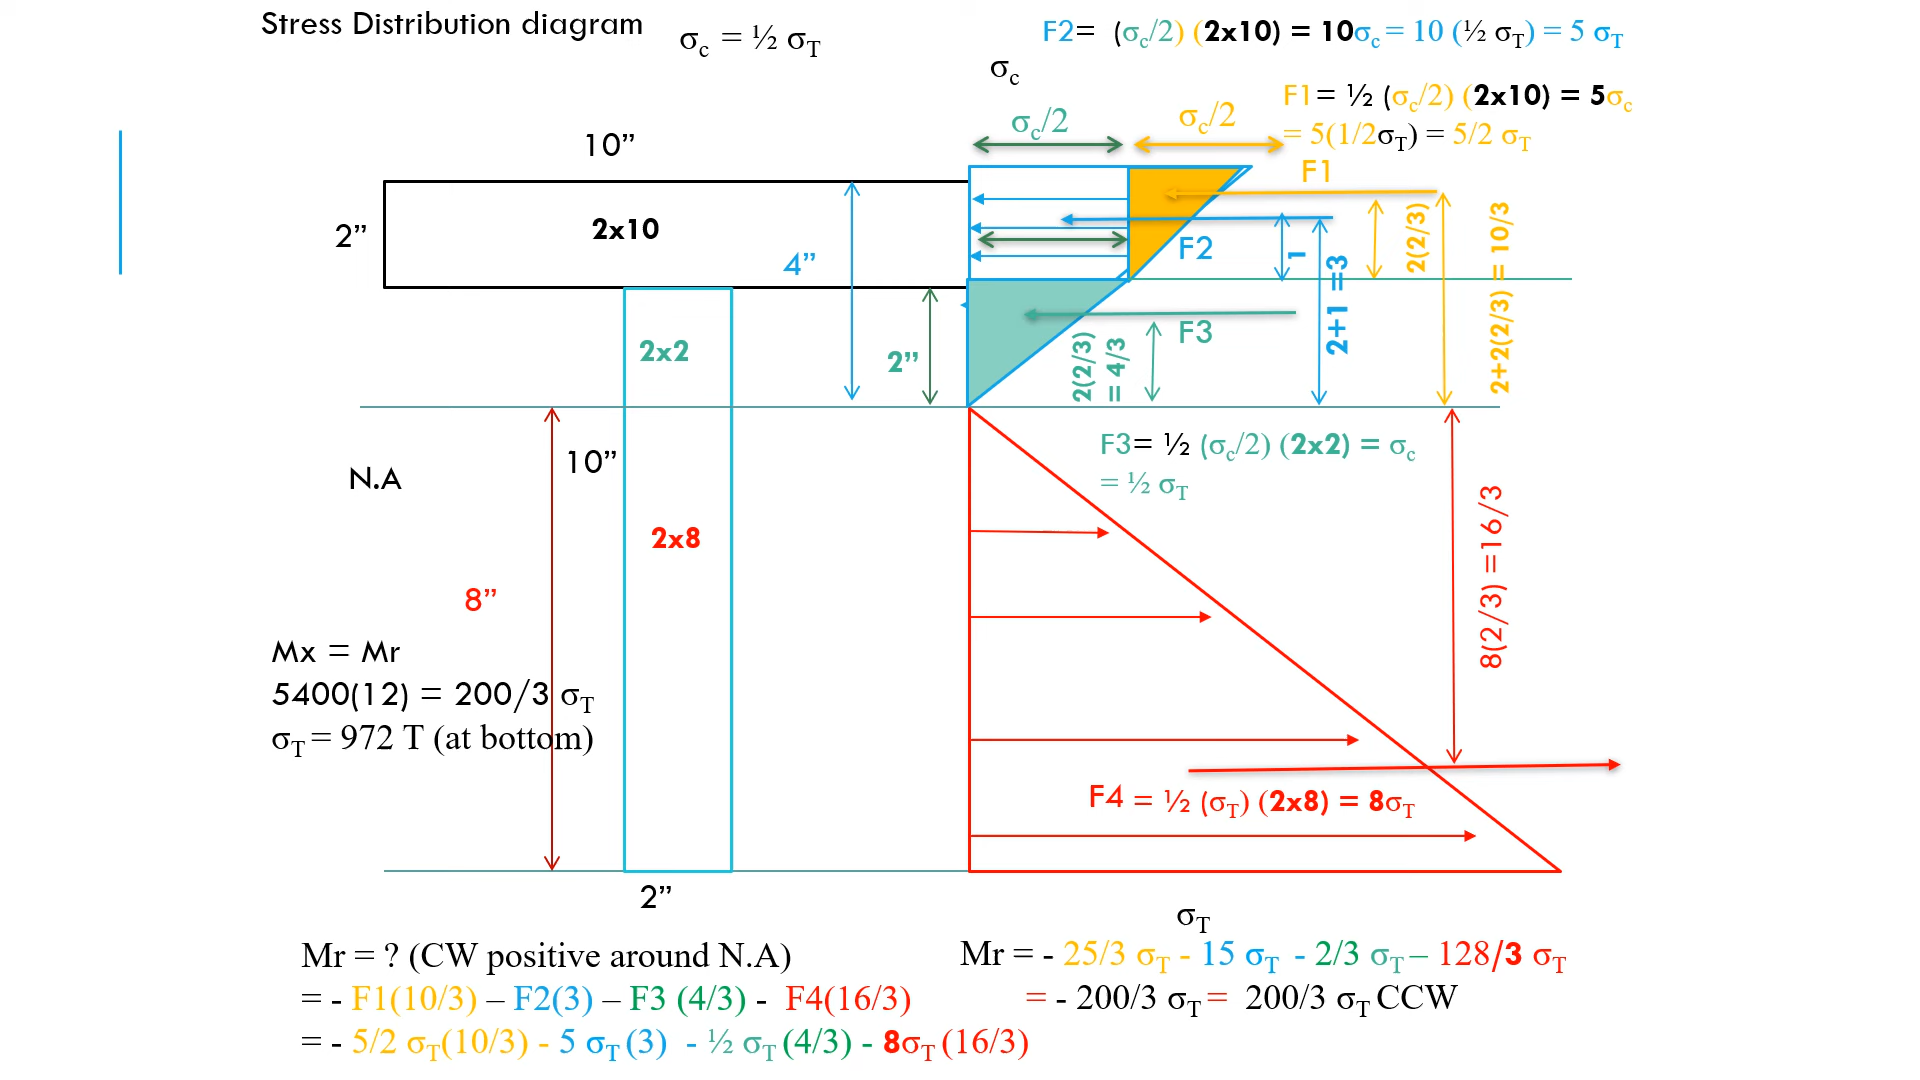 Stress Distribution diagram
σc = ½ σT
F2= (σc/2) (2x10) = 10σc = 10 (½ σT) = 5 σT
σc
F1= ½ (σc/2) (2x10) = 5σc
= 5(1/2σT) = 5/2 σT
σc/2
σc/2
10”
F1
2”
2x10
4”
F2
1
2+1 =3
2(2/3)
2+2(2/3) = 10/3
2x2
2”
F3
2(2/3)
= 4/3
N.A
10”
F3= ½ (σc/2) (2x2) = σc
= ½ σT
2x8
8”
8(2/3) =16/3
Mx = Mr
5400(12) = 200/3 σT
σT = 972 T (at bottom)
F4 = ½ (σT) (2x8) = 8σT
2”
σT
Mr = ? (CW positive around N.A)
= - F1(10/3) – F2(3) – F3 (4/3) - F4(16/3)
= - 5/2 σT(10/3) - 5 σT (3) - ½ σT (4/3) - 8σT (16/3)
Mr = - 25/3 σT - 15 σT - 2/3 σT – 128/3 σT
= - 200/3 σT = 200/3 σT CCW